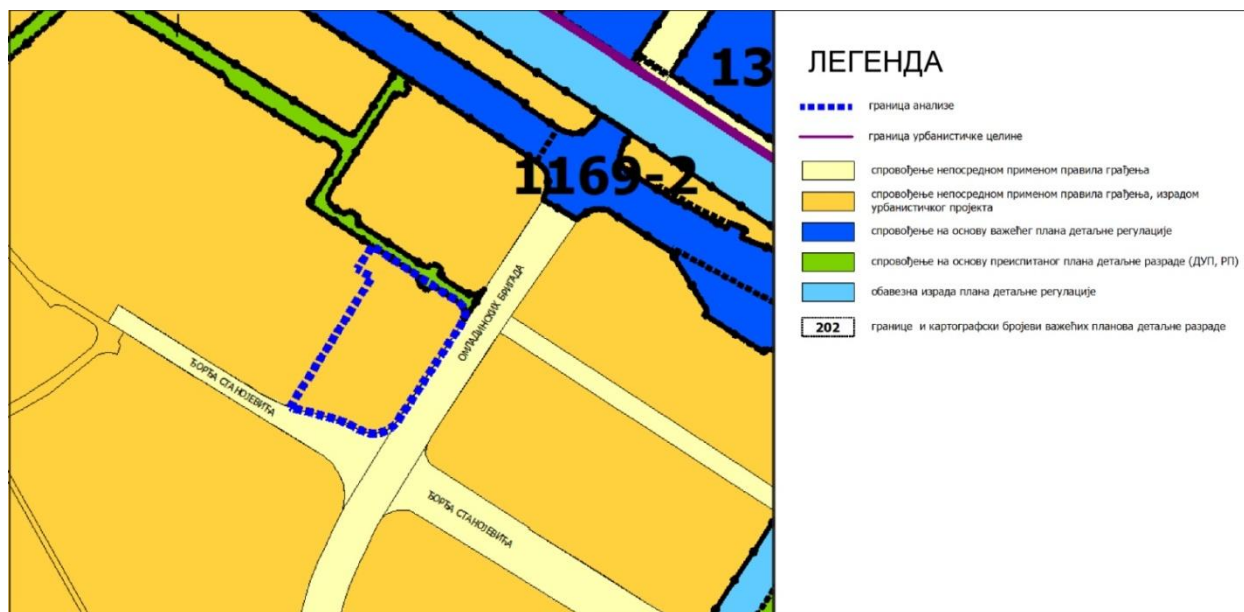 13
1169-2
ОМЛАДИНСКИХ БРИГАДА
ЂОРЂА СТАНОЈЕВИЋА
ЂОРЂА СТАНОЈЕВИЋА
ЛЕГЕНДА
граница анализе
граница урбанистичке целине
спровођење непосредном применом правила грађења
спровођење непосредном применом правила грађења, израдом
урбанистичког пројекта
спровођење на основу важећег плана детаљне регулације
спровођење на основу преиспитаног плана детаљне разраде (ДУП, РП)
обавезна израда плана детаљне регулације
202
границе и картографски бројеви важећих планова детаљне разраде